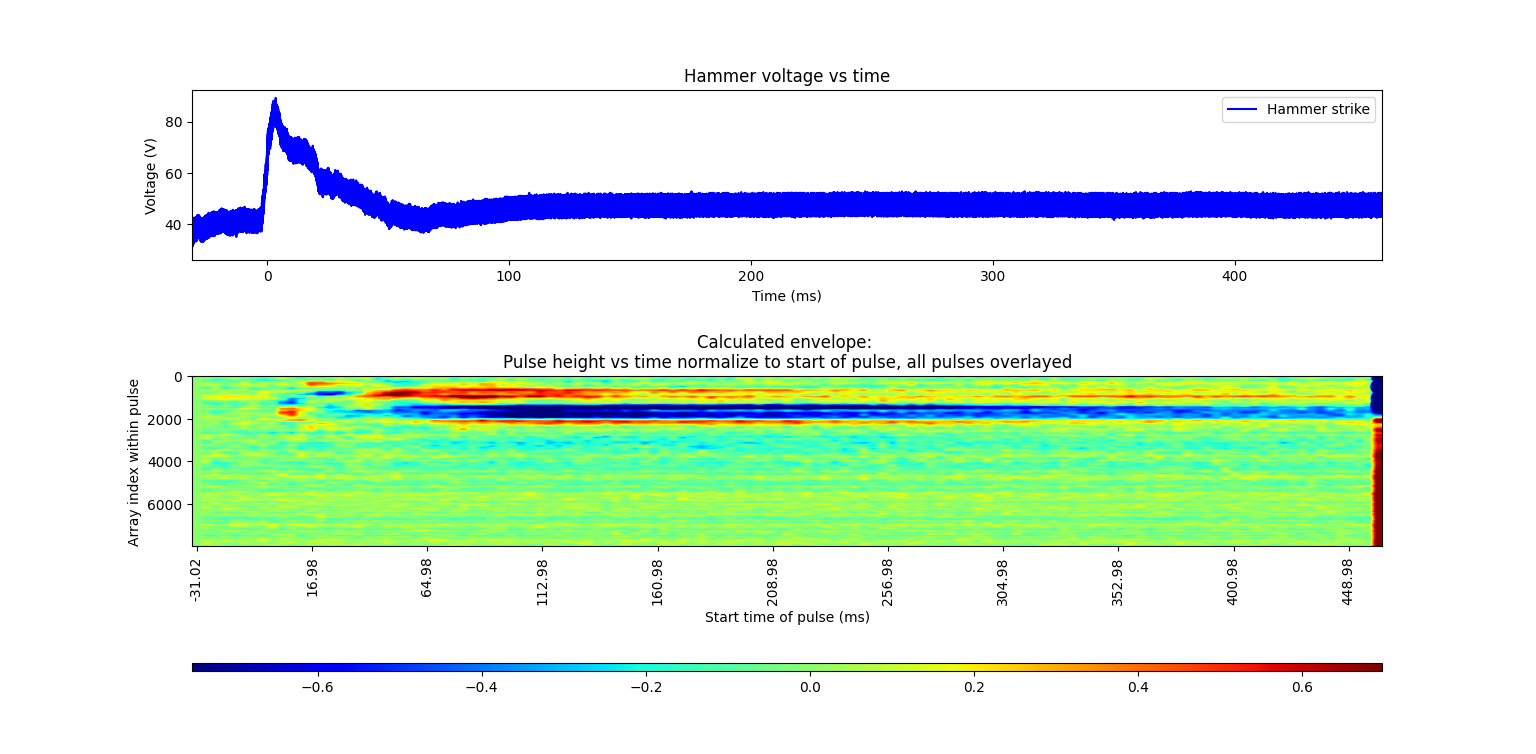 Hammer voltage vs time
Hammer strike
Voltage (V)
80
60
40
0 100 200 300 400
Time (ms)
Calculated envelope:
Pulse height vs time normalize to start of pulse, all pulses overlayed
Array index within pulse
0
2000
4000
6000
-31.02 16.98 64.98 112.98 160.98 208.98 256.98 304.98 352.98 400.98 448.98
Start time of pulse (ms)
−0.6 −0.4 −0.2 0.0 0.2 0.4 0.6